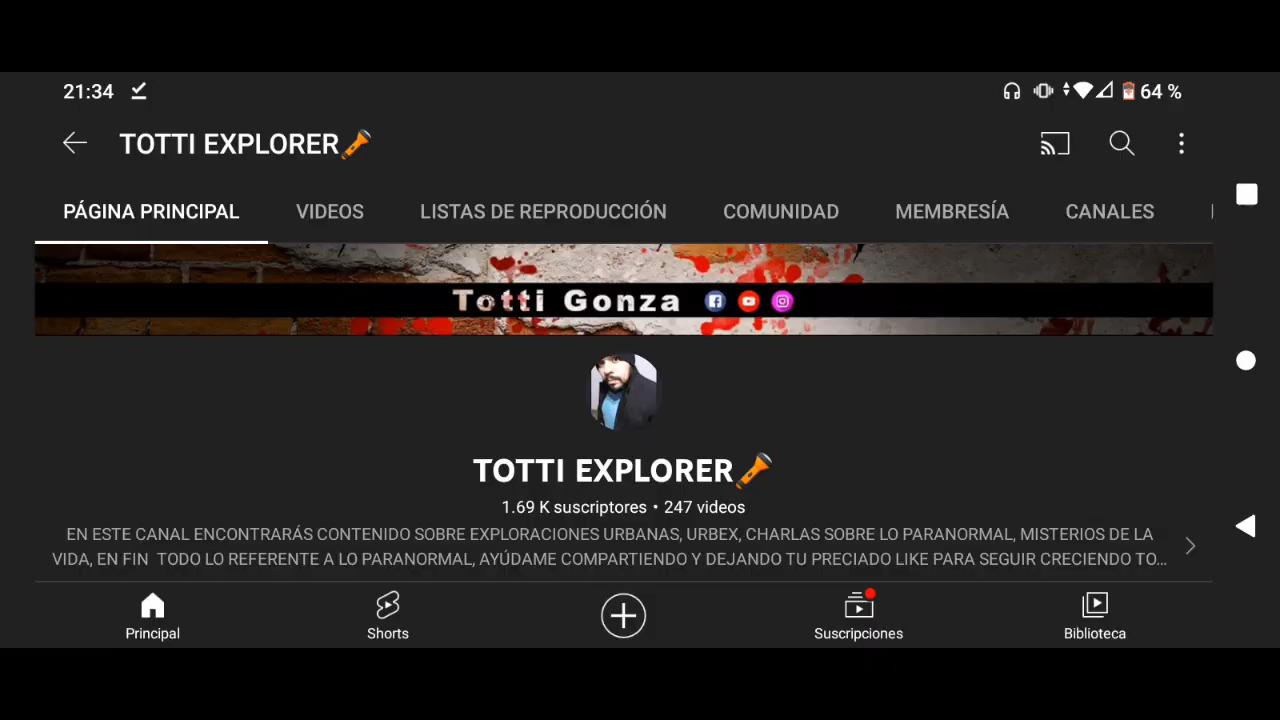 21:34 64 %
TOTTI EXPLORER🔦
PÁGINA PRINCIPAL VIDEOS LISTAS DE REPRODUCCIÓN COMUNIDAD MEMBRESÍA CANALES
Totti Gonza
TOTTI EXPLORER🔦
1.69 K suscriptores • 247 videos
EN ESTE CANAL ENCONTRARÁS CONTENIDO SOBRE EXPLORACIONES URBANAS, URBEX, CHARLAS SOBRE LO PARANORMAL, MISTERIOS DE LA
VIDA, EN FIN TODO LO REFERENTE A LO PARANORMAL, AYÚDAME COMPARTIENDO Y DEJANDO TU PRECIADO LIKE PARA SEGUIR CRECIENDO TO...
Principal Shorts Suscripciones Biblioteca